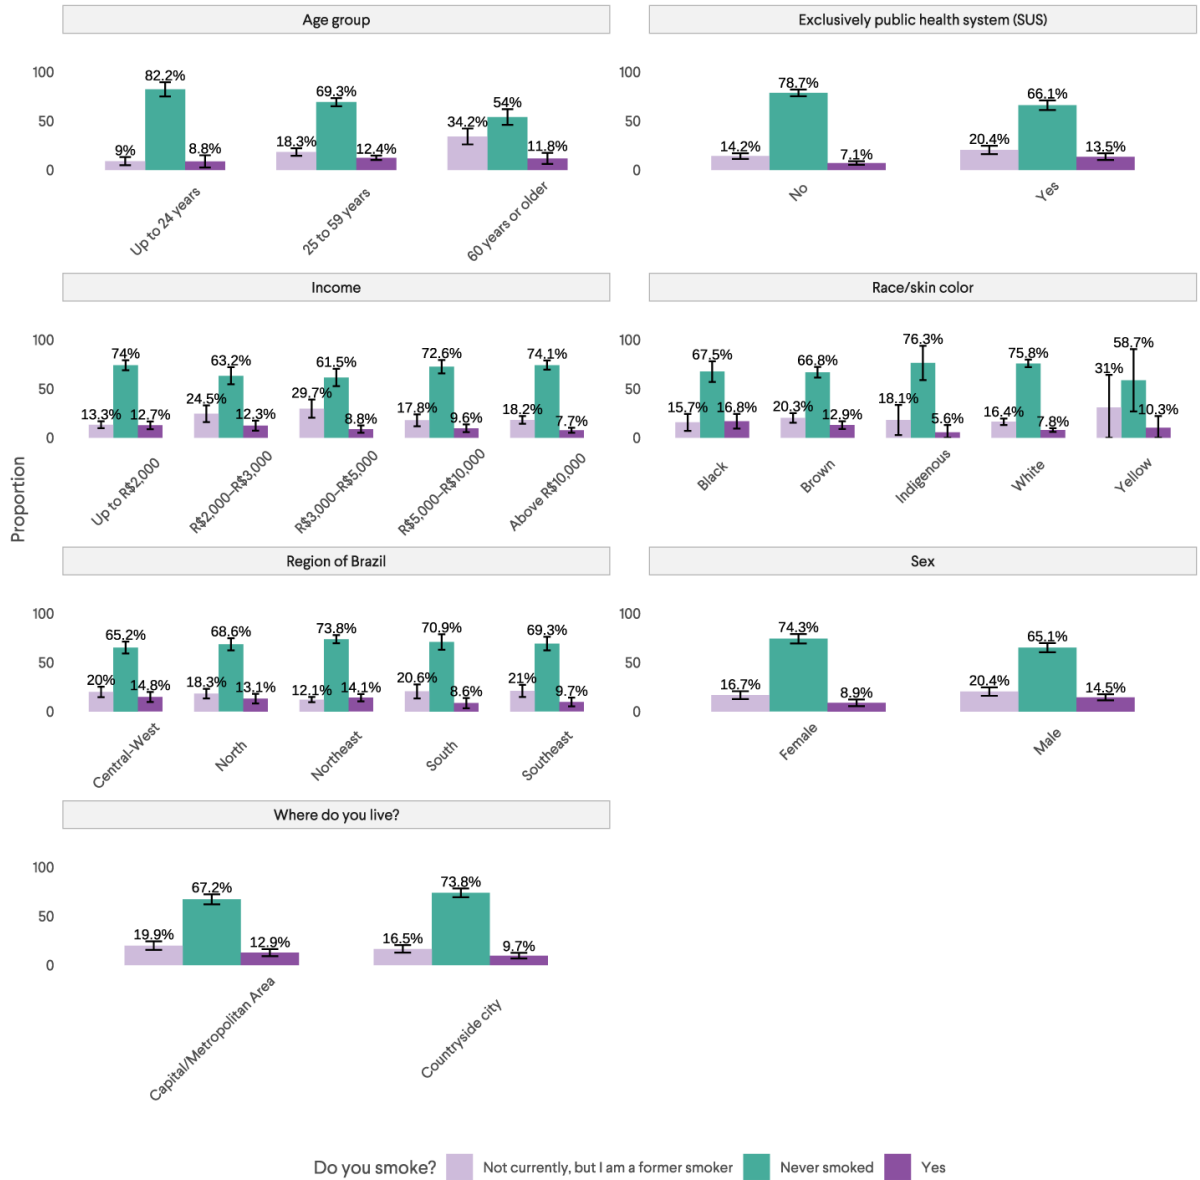 Age group
Exclusively public health system (SUS)
100
50
0
82.2%
69.3%
54%
34.2%
9%
8.8%
18.3%
12.4%
11.8%
Up to 24 years
25 to 59 years
60 years or older
100
50
0
78.7%
66.1%
14.2%
7.1%
20.4%
13.5%
No
Yes
Income
Race/skin color
100
50
0
74%
63.2%
61.5%
72.6%
74.1%
13.3%
12.7%
24.5%
12.3%
29.7%
8.8%
17.8%
9.6%
18.2%
7.7%
Up to R$2,000
R$2,000–R$3,000
R$3,000–R$5,000
R$5,000–R$10,000
Above R$10,000
100
50
0
67.5%
66.8%
76.3%
75.8%
58.7%
15.7%
16.8%
20.3%
12.9%
18.1%
5.6%
16.4%
7.8%
31%
10.3%
Black
Brown
Indigenous
White
Yellow
Proportion
Region of Brazil
Sex
100
50
0
65.2%
68.6%
73.8%
70.9%
69.3%
20%
14.8%
18.3%
13.1%
12.1%
14.1%
20.6%
8.6%
21%
9.7%
Central-West
North
Northeast
South
Southeast
100
50
0
74.3%
65.1%
16.7%
8.9%
20.4%
14.5%
Female
Male
Where do you live?
100
50
0
67.2%
73.8%
19.9%
12.9%
16.5%
9.7%
Capital/Metropolitan Area
Countryside city
Do you smoke?
Not currently, but I am a former smoker
Never smoked
Yes